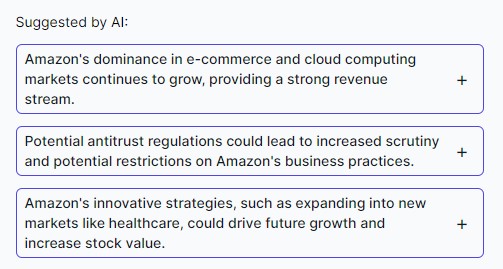 Suggested by AI:
Amazon's dominance in e-commerce and cloud computing
markets continues to grow, providing a strong revenue
stream.
+
Potential antitrust regulations could lead to increased scrutiny
and potential restrictions on Amazon's business practices.
+
Amazon's innovative strategies, such as expanding into new
markets like healthcare, could drive future growth and
increase stock value.
+